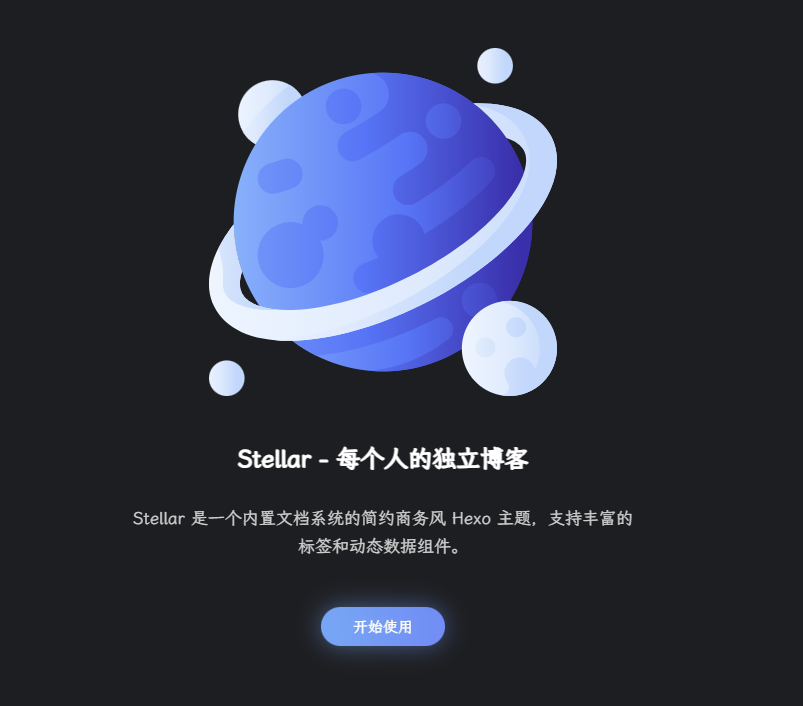 Stellar - 每个人的独立博客
Stellar 是一个内置文档系统的简约商务风 Hexo 主题，支持丰富的
标签和动态数据组件。
开始使用